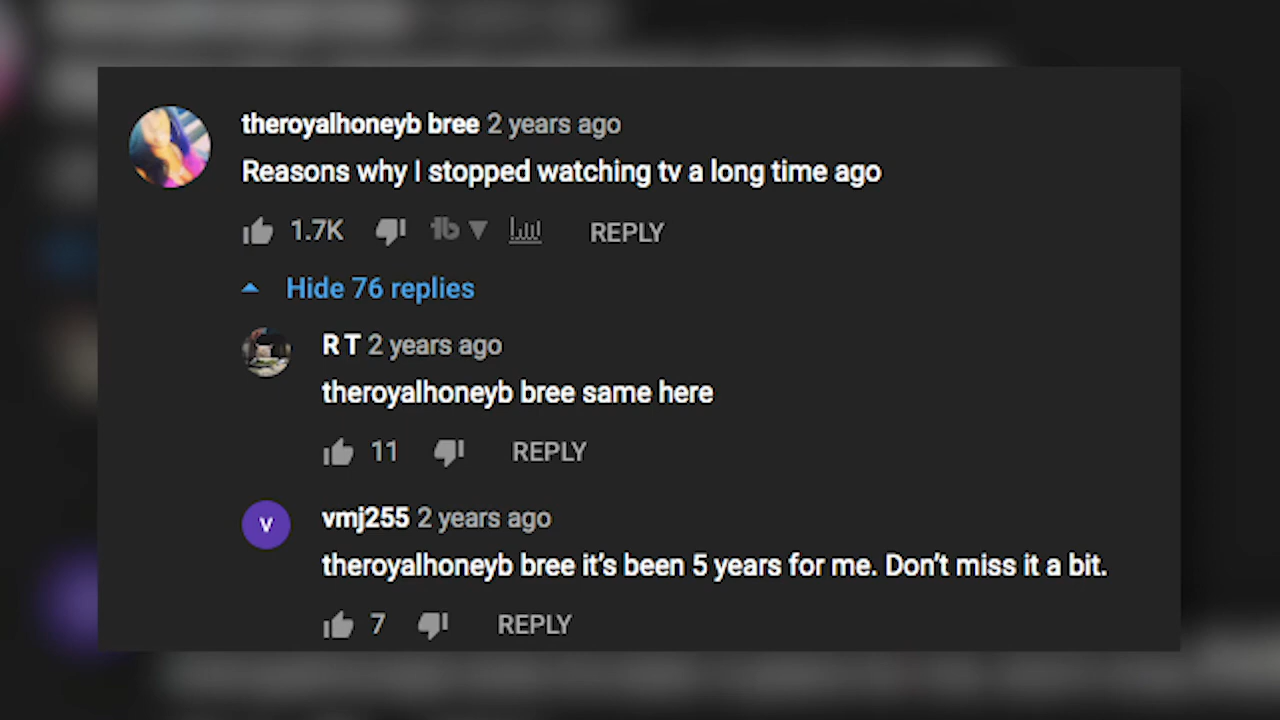 theroyalhoneyb bree 2 years ago
Reasons why I stopped watching tv a long time ago
1.7K tb REPLY
Hide 76 replies
R T 2 years ago
theroyalhoneyb bree same here
11 REPLY
V
vmj255 2 years ago
theroyalhoneyb bree it's been 5 years for me. Don't miss it a bit.
7 REPLY